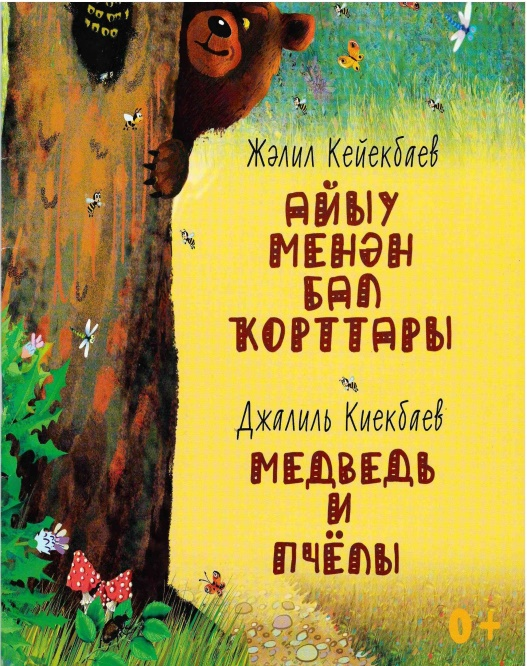 Жәлил Кейекбаев
АЙЫУ
МЕНӘН
БАЛ
ҠОРТТАРЫ
Джалиль Киекбаев
МЕДВЕДЬ
И
ПЧЁЛЫ
0+